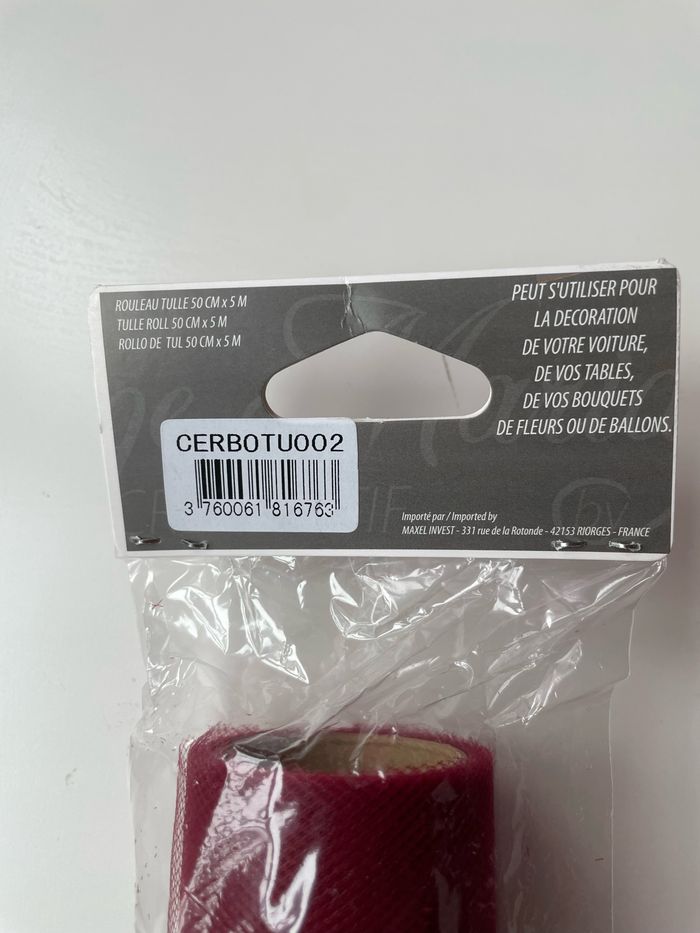 ROULEAU TULLE 50 CM x 5 M
TULLE ROLL 50 CM x 5 M
ROLLO DE TUL 50 CM x 5 M
PEUT S'UTILISER POUR
LA DECORATION
DE VOTRE VOITURE,
DE VOS TABLES,
DE VOS BOUQUETS
DE FLEURS OU DE BALLONS.
CERBOTU002
3 760061 816763
Importé par / Imported by
MAXEL INVEST - 331 rue de la Rotonde - 42153 RIORGES - FRANCE
by